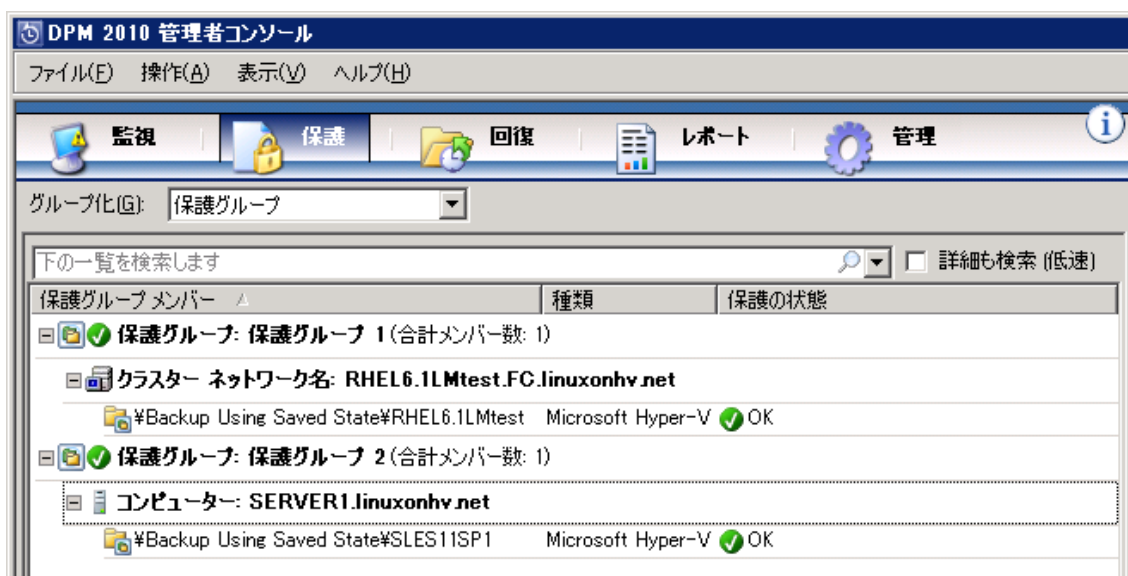 DPM 2010 管理者コンソール
ファイル(F) 操作(A) 表示(V) ヘルプ(H)
監視 保護 回復 レポート 管理
グループ化(G): 保護グループ
下の一覧を検索します 詳細も検索 (低速)
保護グループ メンバー 種類 保護の状態
保護グループ: 保護グループ 1 (合計メンバー数: 1)
クラスター ネットワーク名: RHEL6.1LMtest.FC.linuxonhv.net
¥Backup Using Saved State¥RHEL6.1LMtest Microsoft Hyper-V OK
保護グループ: 保護グループ 2 (合計メンバー数: 1)
コンピューター: SERVER1.linuxonhv.net
¥Backup Using Saved State¥SLES11SP1 Microsoft Hyper-V OK